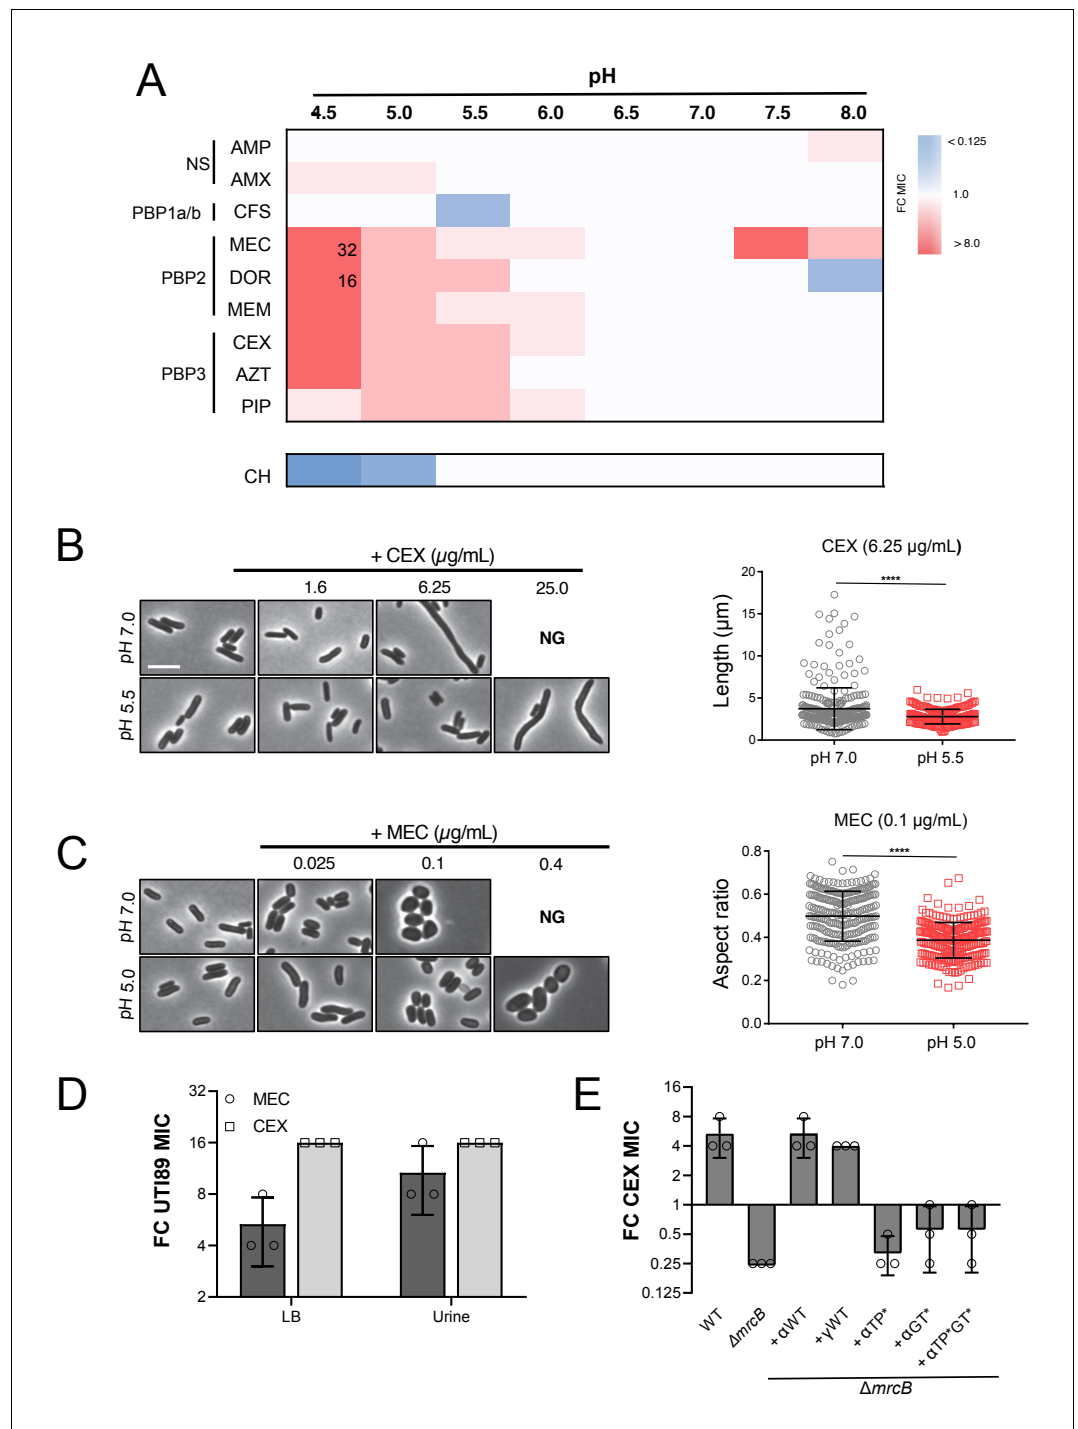 A
pH
4.5 5.0 5.5 6.0 6.5 7.0 7.5 8.0
NS
AMP
AMX
PBP1a/b
CFS
PBP2
MEC 32
DOR 16
MEM
PBP3
CEX
AZT
PIP
CH
FC MIC
< 0.125
1.0
> 8.0
B
+ CEX (µg/mL)
1.6 6.25 25.0
pH 7.0
NG
pH 5.5
CEX (6.25 µg/mL)
****
Length (µm)
20
15
10
5
0
pH 7.0 pH 5.5
C
+ MEC (µg/mL)
0.025 0.1 0.4
pH 7.0
NG
pH 5.0
MEC (0.1 µg/mL)
****
Aspect ratio
0.8
0.6
0.4
0.2
0.0
pH 7.0 pH 5.0
D
FC UTI89 MIC
32
16
8
4
2
MEC
CEX
LB Urine
E
FC CEX MIC
16
8
4
2
1
0.5
0.25
0.125
WT
ΔmrcB
+ αWT
+ γWT
+ αTP*
+ αGT*
+ αTP*GT*
ΔmrcB